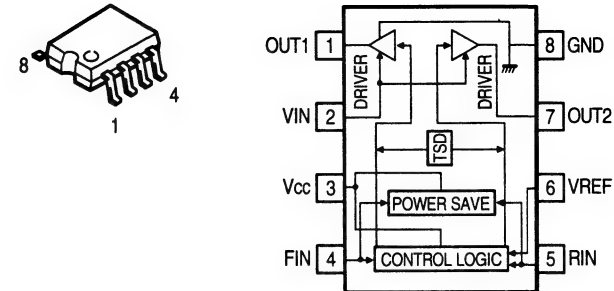 8
4
1
OUT1 1
VIN 2
Vcc 3
FIN 4
8 GND
7 OUT2
6 VREF
5 RIN
DRIVER
DRIVER
TSD
POWER SAVE
CONTROL LOGIC